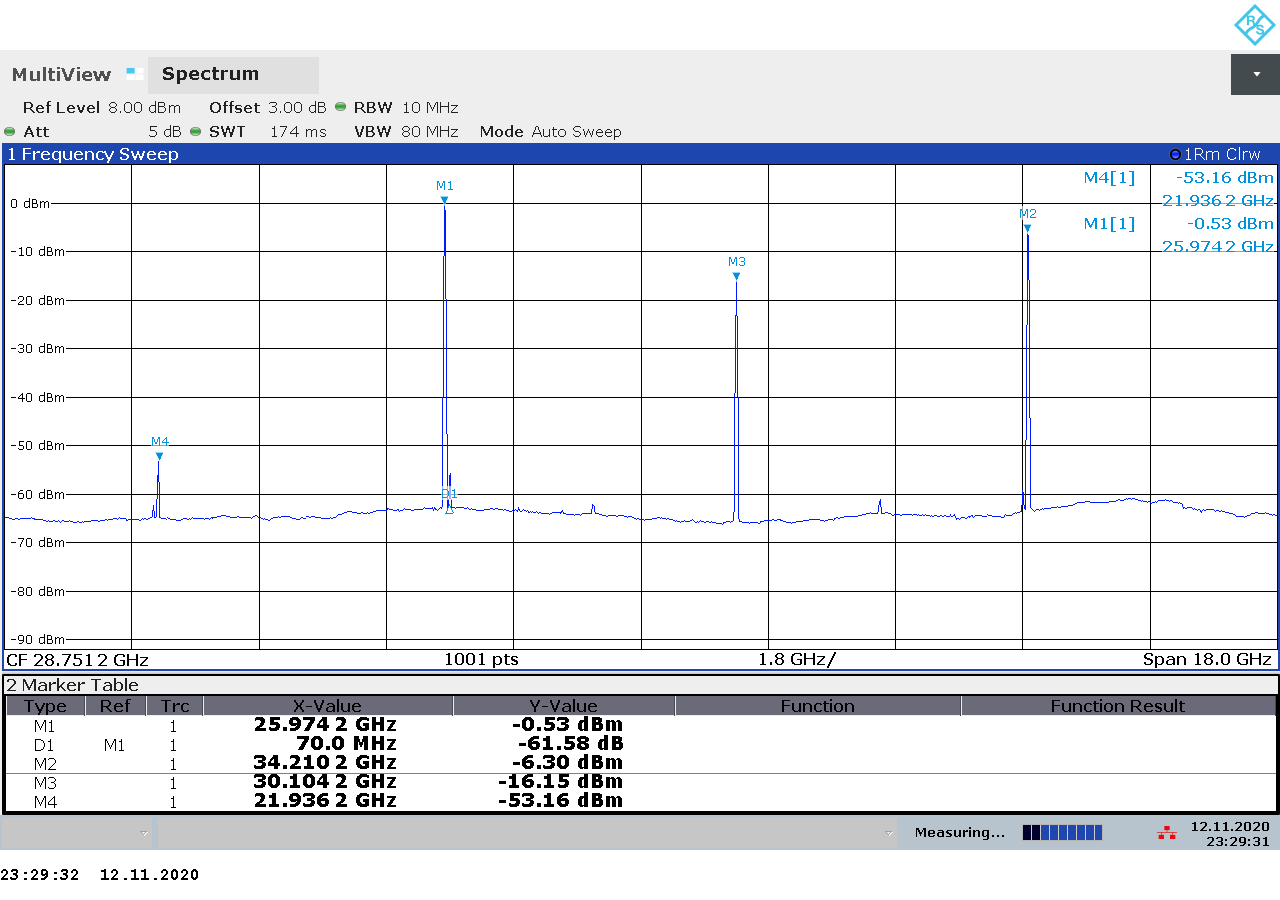 R S
MultiView Spectrum
Ref Level 8.00 dBm Offset 3.00 dB RBW 10 MHz
Att 5 dB SWT 174 ms VBW 80 MHz Mode Auto Sweep
1 Frequency Sweep 1Rm Clrw
M4[1] -53.16 dBm
21.936 2 GHz
M1[1] -0.53 dBm
25.974 2 GHz
M1
M2
M3
M4
D1
0 dBm
-10 dBm
-20 dBm
-30 dBm
-40 dBm
-50 dBm
-60 dBm
-70 dBm
-80 dBm
-90 dBm
CF 28.751 2 GHz 1001 pts 1.8 GHz/ Span 18.0 GHz
2 Marker Table
Type Ref Trc X-Value Y-Value Function Function Result
M1 1 25.974 2 GHz -0.53 dBm
D1 M1 1 70.0 MHz -61.58 dB
M2 1 34.210 2 GHz -6.30 dBm
M3 1 30.104 2 GHz -16.15 dBm
M4 1 21.936 2 GHz -53.16 dBm
Measuring... 12.11.2020
23:29:31
23:29:32 12.11.2020